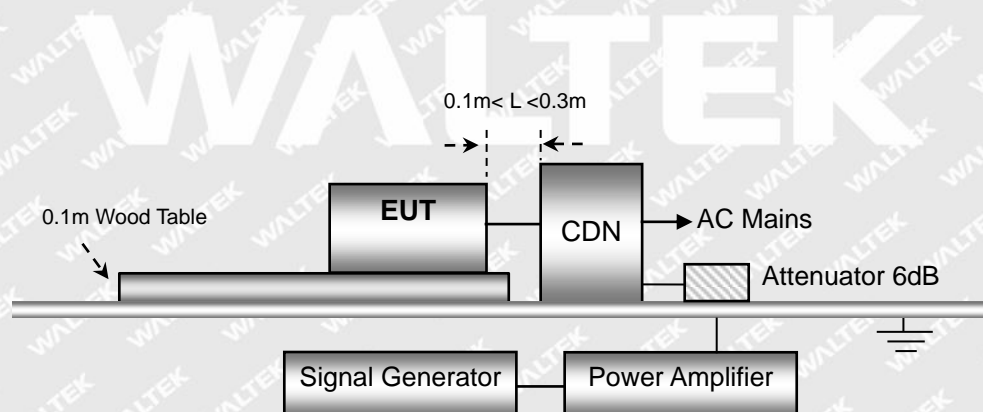 WALTEK
0.1m< L <0.3m
0.1m Wood Table
EUT
CDN
AC Mains
Attenuator 6dB
Signal Generator
Power Amplifier